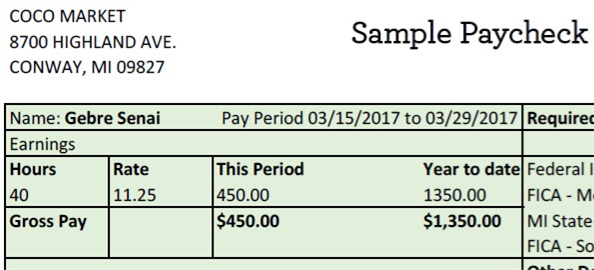 COCO MARKET
8700 HIGHLAND AVE.
CONWAY, MI 09827
Sample Paycheck
Name: Gebre Senai Pay Period 03/15/2017 to 03/29/2017 Required
Earnings
Hours Rate This Period Year to date Federal I
40 11.25 450.00 1350.00 FICA - M
Gross Pay $450.00 $1,350.00 MI State
FICA - So
Other De